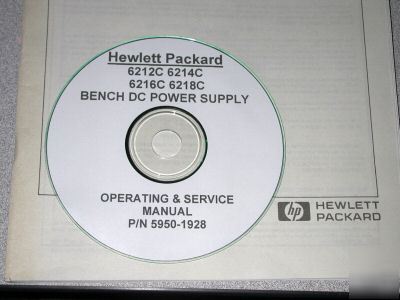 Hewlett Packard
6212C 6214C
6216C 6218C
BENCH DC POWER SUPPLY
OPERATING & SERVICE
MANUAL
P/N 5950-1928
hp HEWLETT
PACKARD